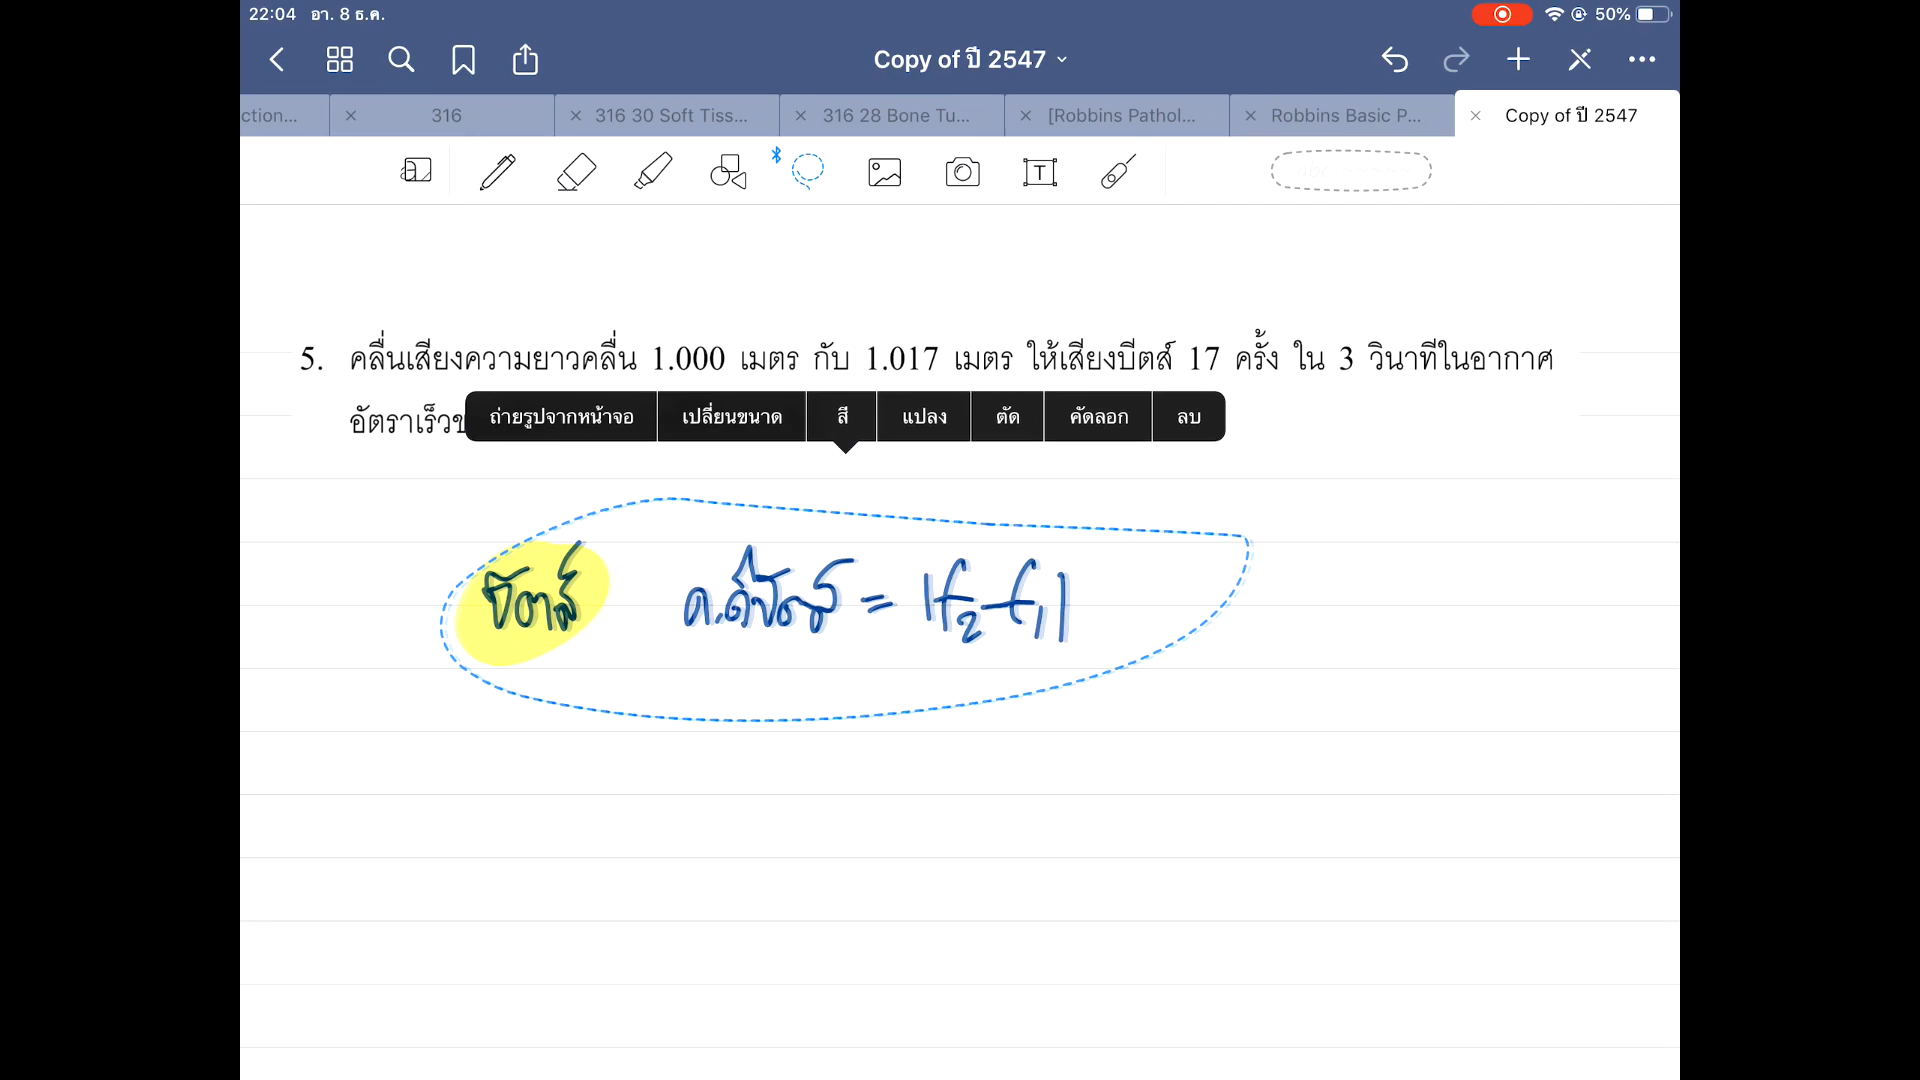 22:04 อา. 8 ธ.ค. 50%
Copy of ปี 2547
ction... 316 316 30 Soft Tiss... 316 28 Bone Tu... [Robbins Pathol... Robbins Basic P... Copy of ปี 2547
5. คลื่นเสียงความยาวคลื่น 1.000 เมตร กับ 1.017 เมตร ให้เสียงบีตส์ 17 ครั้ง ใน 3 วินาทีในอากาศ
อัตราเร็วข
ถ่ายรูปจากหน้าจอ เปลี่ยนขนาด สี แปลง ตัด คัดลอก ลบ
บีตส์ ค.ถี่บีตส์ = |f₂-f₁|